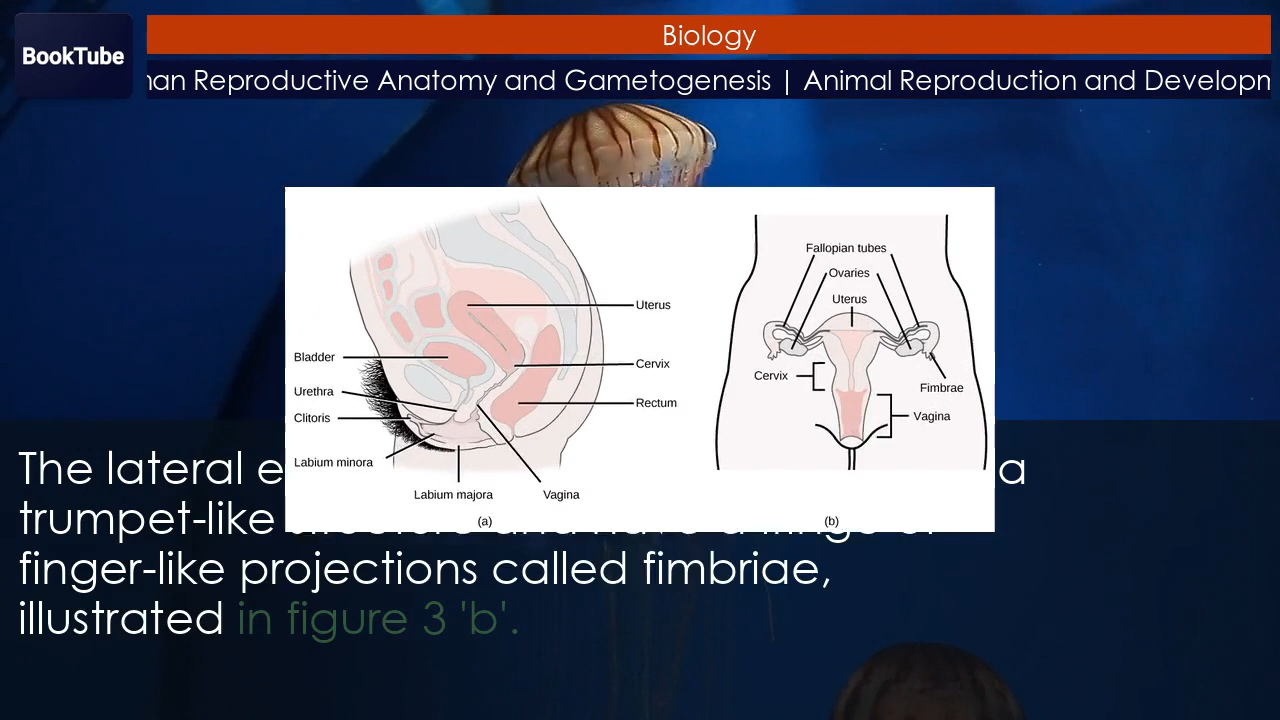 BookTube
Biology
Reproductive Anatomy and Gametogenesis | Animal Reproduction and
Uterus
Bladder
Cervix
Urethra
Rectum
Clitoris
Labium minora
Labium majora
Vagina
(a)
Fallopian tubes
Ovaries
Uterus
Cervix
Fimbrae
Vagina
(b)
The lateral a
trumpet-like
finger-like projections called fimbriae,
illustrated in figure 3 'b'.